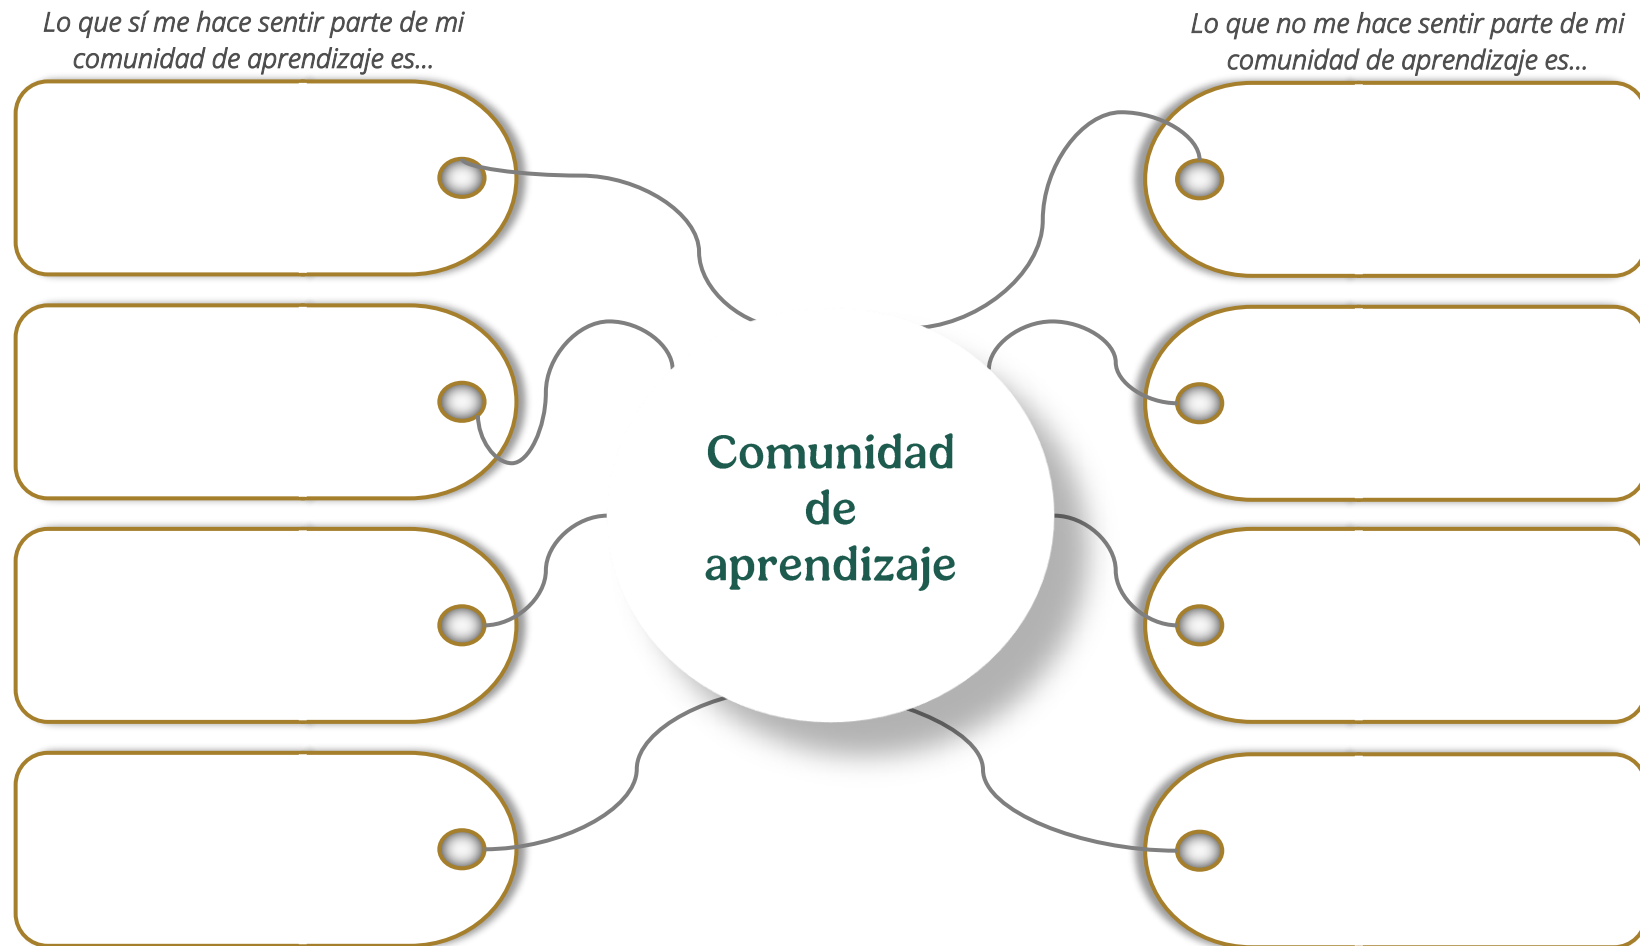 Lo que sí me hace sentir parte de mi
comunidad de aprendizaje es...
Lo que no me hace sentir parte de mi
comunidad de aprendizaje es...
Comunidad
de
aprendizaje